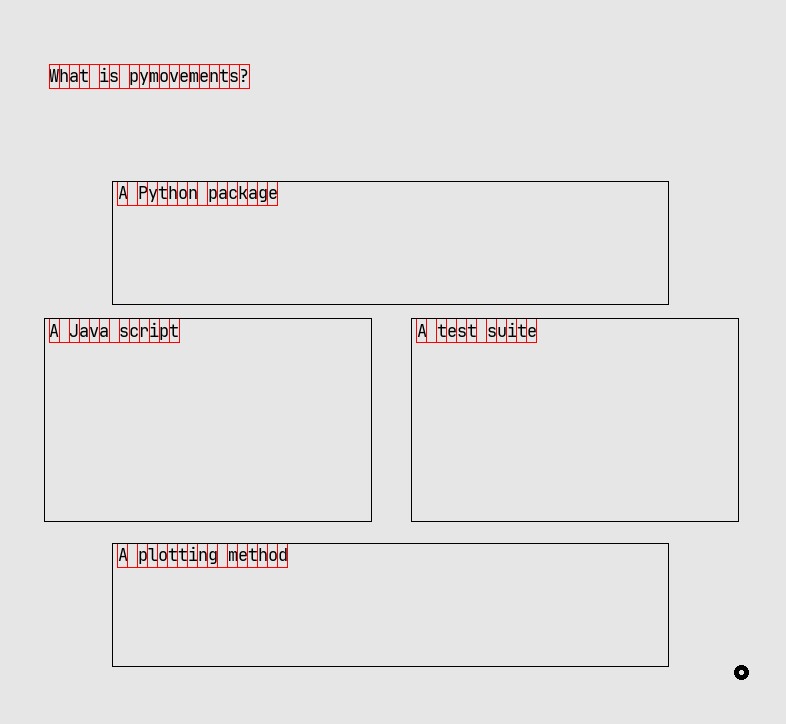 What is pymovements?
A Python package
A Java script
A test suite
A plotting method